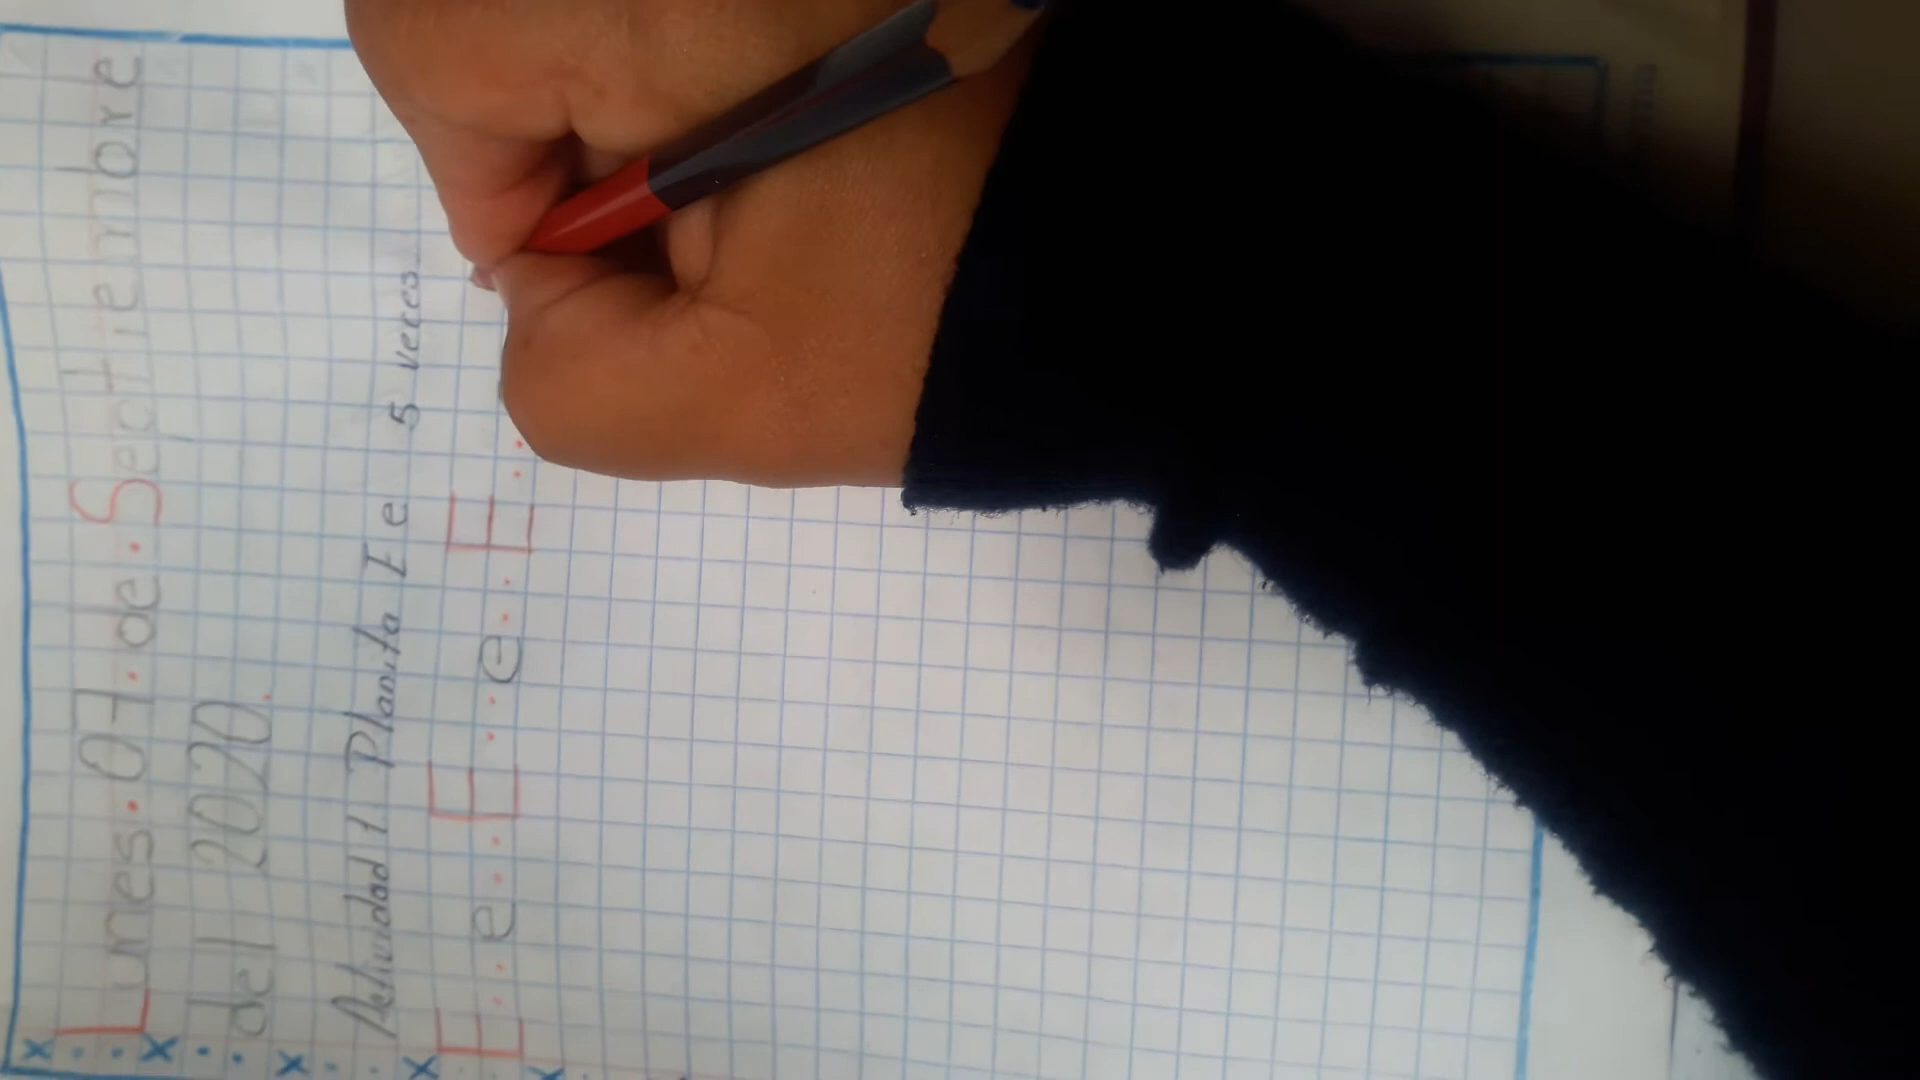 Lunes.07.de.Septiembre
del 2020.
Actividad 1 Planita E e 5 veces
E..e..E...e..E..